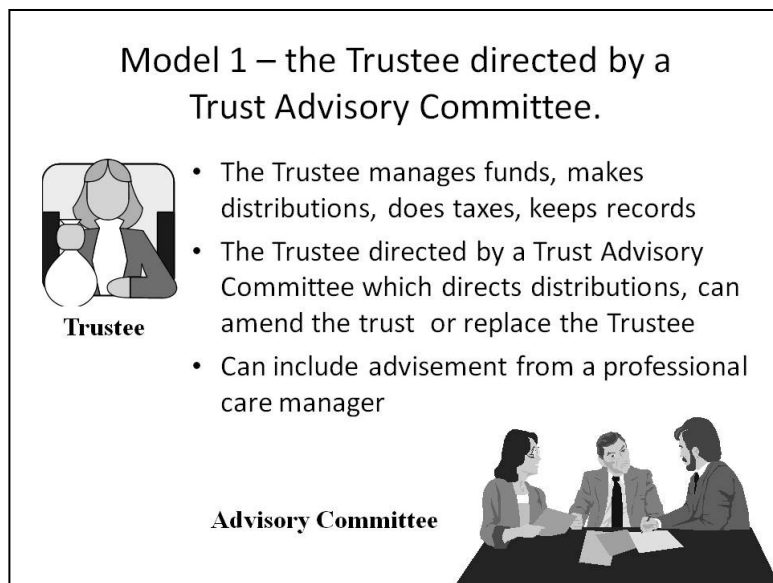 Model 1 – the Trustee directed by a
Trust Advisory Committee.
• The Trustee manages funds, makes
distributions, does taxes, keeps records
• The Trustee directed by a Trust Advisory
Committee which directs distributions, can
amend the trust or replace the Trustee
• Can include advisement from a professional
care manager
Trustee
Advisory Committee